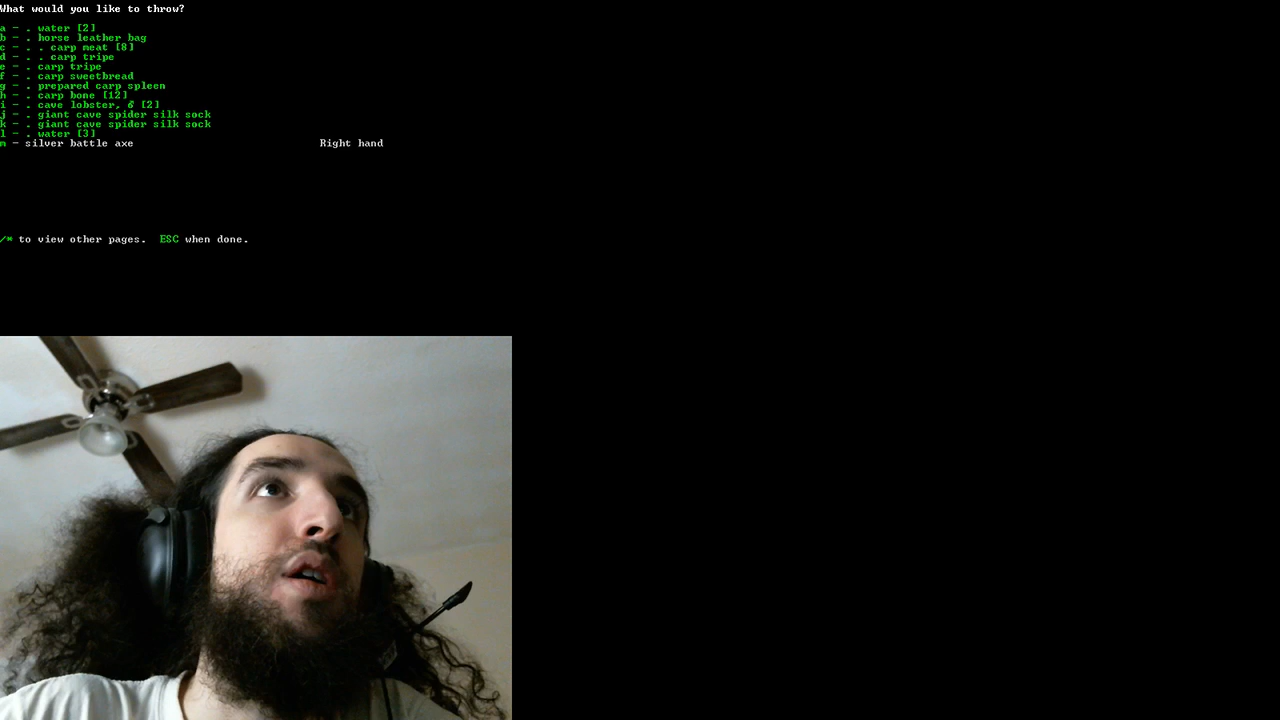 What would you like to throw?
a - . water [2]
b - . horse leather bag
c - . . carp meat [8]
d - . . carp tripe
e - . carp tripe
f - . carp sweetbread
g - . prepared carp spleen
h - . carp bone [12]
i - . cave lobster, ♂ [2]
j - . giant cave spider silk sock
k - . giant cave spider silk sock
l - . water [3]
m - silver battle axe Right hand
/* to view other pages. ESC when done.